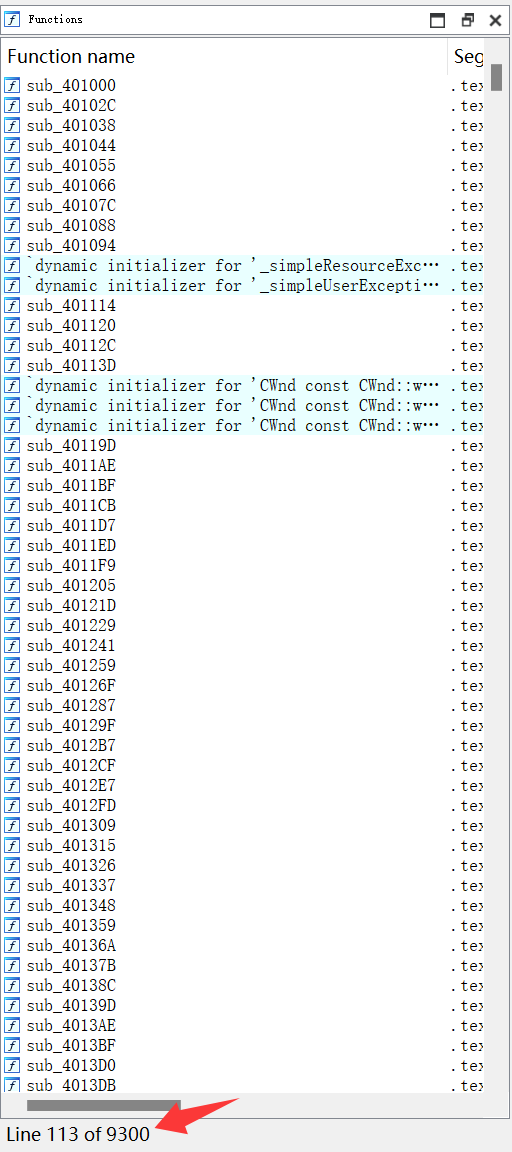 Functions
Function name Seg
sub_401000 .tex
sub_40102C .tex
sub_401038 .tex
sub_401044 .tex
sub_401055 .tex
sub_401066 .tex
sub_40107C .tex
sub_401088 .tex
sub_401094 .tex
`dynamic initializer for '_simpleResourceExc… .tex
`dynamic initializer for '_simpleUserExcepti… .tex
sub_401114 .tex
sub_401120 .tex
sub_40112C .tex
sub_40113D .tex
`dynamic initializer for 'CWnd const CWnd::w… .tex
`dynamic initializer for 'CWnd const CWnd::w… .tex
`dynamic initializer for 'CWnd const CWnd::w… .tex
sub_40119D .tex
sub_4011AE .tex
sub_4011BF .tex
sub_4011CB .tex
sub_4011D7 .tex
sub_4011ED .tex
sub_4011F9 .tex
sub_401205 .tex
sub_40121D .tex
sub_401229 .tex
sub_401241 .tex
sub_401259 .tex
sub_40126F .tex
sub_401287 .tex
sub_40129F .tex
sub_4012B7 .tex
sub_4012CF .tex
sub_4012E7 .tex
sub_4012FD .tex
sub_401309 .tex
sub_401315 .tex
sub_401326 .tex
sub_401337 .tex
sub_401348 .tex
sub_401359 .tex
sub_40136A .tex
sub_40137B .tex
sub_40138C .tex
sub_40139D .tex
sub_4013AE .tex
sub_4013BF .tex
sub_4013D0 .tex
sub_4013DB .tex
Line 113 of 9300